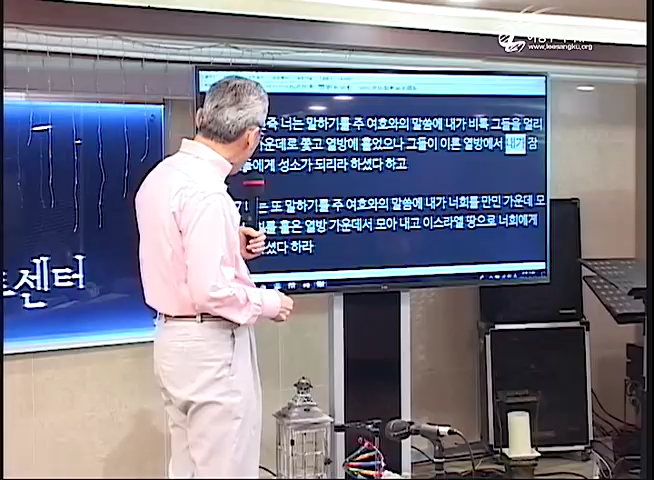 www.leesangku.org
즉 너는 말하기를 주 여호와의 말씀에 내가 비록 그들을 멀리
가운데로 쫓고 열방에 흩었으나 그들이 이른 열방에서 내가 잠
들에게 성소가 되리라 하셨다 하고
는 또 말하기를 주 여호와의 말씀에 내가 너희를 만민 가운데 모
를 흩은 열방 가운데서 모아 내고 이스라엘 땅으로 너희에게
셨다 하라
센터